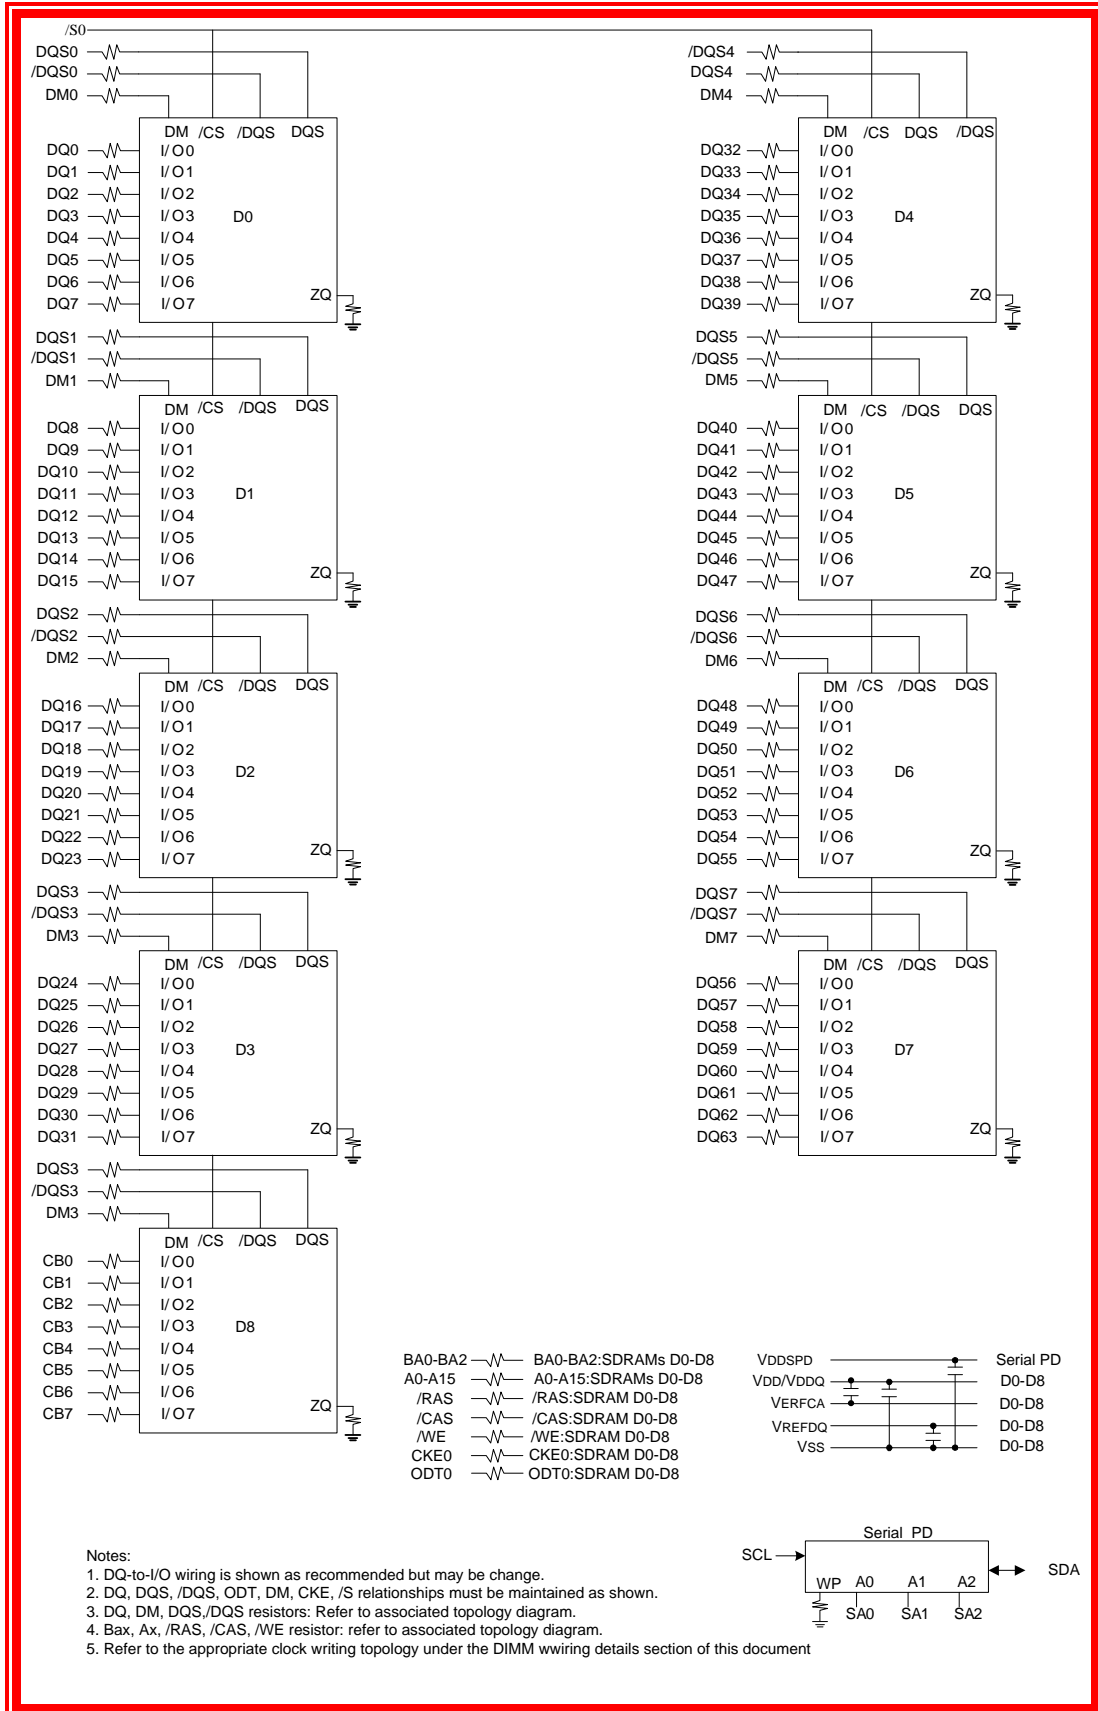 /S0
DQS0
/DQS0
DM0
DM /CS /DQS DQS
DQ0 I/O0
DQ1 I/O1
DQ2 I/O2
DQ3 I/O3 D0
DQ4 I/O4
DQ5 I/O5
DQ6 I/O6
DQ7 I/O7
ZQ
DQS1
/DQS1
DM1
DM /CS /DQS DQS
DQ8 I/O0
DQ9 I/O1
DQ10 I/O2
DQ11 I/O3 D1
DQ12 I/O4
DQ13 I/O5
DQ14 I/O6
DQ15 I/O7
ZQ
DQS2
/DQS2
DM2
DM /CS /DQS DQS
DQ16 I/O0
DQ17 I/O1
DQ18 I/O2
DQ19 I/O3 D2
DQ20 I/O4
DQ21 I/O5
DQ22 I/O6
DQ23 I/O7
ZQ
DQS3
/DQS3
DM3
DM /CS /DQS DQS
DQ24 I/O0
DQ25 I/O1
DQ26 I/O2
DQ27 I/O3 D3
DQ28 I/O4
DQ29 I/O5
DQ30 I/O6
DQ31 I/O7
ZQ
DQS3
/DQS3
DM3
DM /CS /DQS DQS
CB0 I/O0
CB1 I/O1
CB2 I/O2
CB3 I/O3 D8
CB4 I/O4
CB5 I/O5
CB6 I/O6
CB7 I/O7
ZQ
/DQS4
DQS4
DM4
DM /CS DQS /DQS
DQ32 I/O0
DQ33 I/O1
DQ34 I/O2
DQ35 I/O3 D4
DQ36 I/O4
DQ37 I/O5
DQ38 I/O6
DQ39 I/O7
ZQ
DQS5
/DQS5
DM5
DM /CS /DQS DQS
DQ40 I/O0
DQ41 I/O1
DQ42 I/O2
DQ43 I/O3 D5
DQ44 I/O4
DQ45 I/O5
DQ46 I/O6
DQ47 I/O7
ZQ
DQS6
/DQS6
DM6
DM /CS /DQS DQS
DQ48 I/O0
DQ49 I/O1
DQ50 I/O2
DQ51 I/O3 D6
DQ52 I/O4
DQ53 I/O5
DQ54 I/O6
DQ55 I/O7
ZQ
DQS7
/DQS7
DM7
DM /CS /DQS DQS
DQ56 I/O0
DQ57 I/O1
DQ58 I/O2
DQ59 I/O3 D7
DQ60 I/O4
DQ61 I/O5
DQ62 I/O6
DQ63 I/O7
ZQ
BA0-BA2 BA0-BA2:SDRAMs D0-D8
A0-A15 A0-A15:SDRAMs D0-D8
/RAS /RAS:SDRAM D0-D8
/CAS /CAS:SDRAM D0-D8
/WE /WE:SDRAM D0-D8
CKE0 CKE0:SDRAM D0-D8
ODT0 ODT0:SDRAM D0-D8
VDDSPD Serial PD
VDD/VDDQ D0-D8
VERFCA D0-D8
VREFDQ D0-D8
VSS D0-D8
Serial PD
SCL SDA
WP A0 A1 A2
SA0 SA1 SA2
Notes:
1. DQ-to-I/O wiring is shown as recommended but may be change.
2. DQ, DQS, /DQS, ODT, DM, CKE, /S relationships must be maintained as shown.
3. DQ, DM, DQS,/DQS resistors: Refer to associated topology diagram.
4. Bax, Ax, /RAS, /CAS, /WE resistor: refer to associated topology diagram.
5. Refer to the appropriate clock writing topology under the DIMM wwiring details section of this document